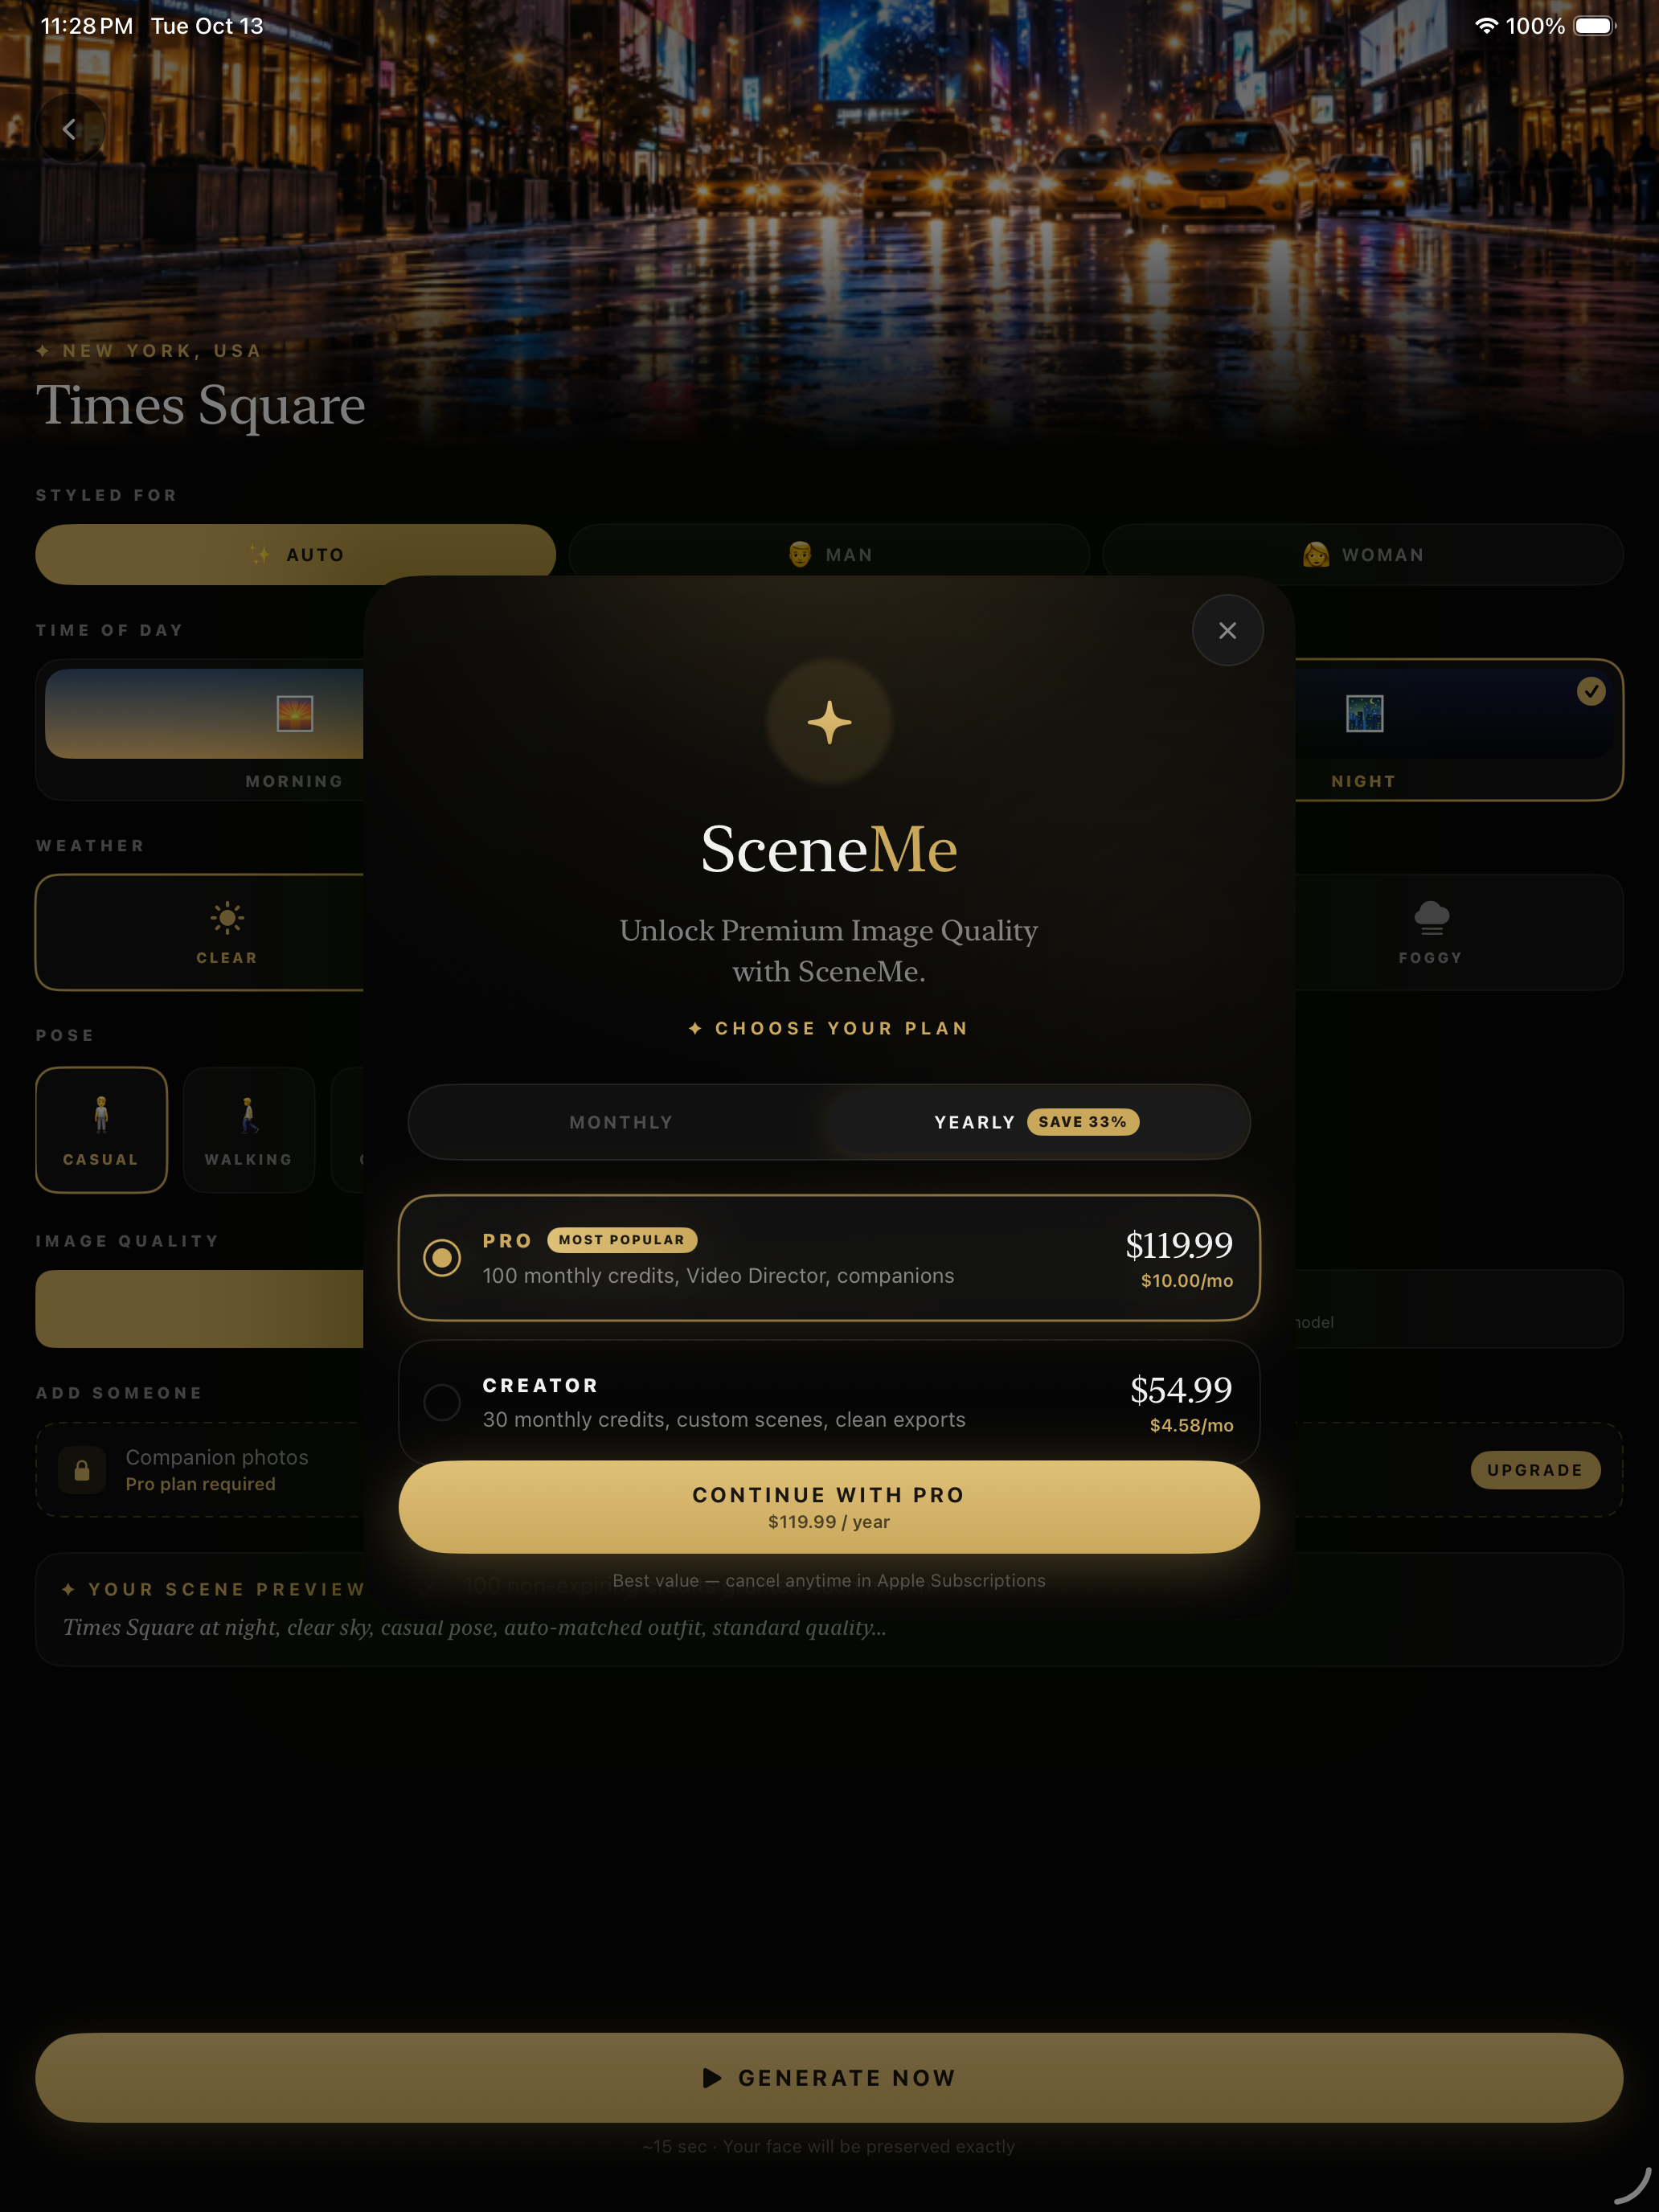 11:28 PM Tue Oct 13
100%
✦ NEW YORK, USA
Times Square
STYLED FOR
AUTO
MAN
WOMAN
TIME OF DAY
MORNING
NIGHT
WEATHER
CLEAR
FOGGY
POSE
CASUAL
WALKING
IMAGE QUALITY
ADD SOMEONE
Companion photos
Pro plan required
UPGRADE
SceneMe
Unlock Premium Image Quality
with SceneMe.
✦ CHOOSE YOUR PLAN
MONTHLY
YEARLY SAVE 33%
PRO MOST POPULAR
100 monthly credits, Video Director, companions
$119.99
$10.00/mo
CREATOR
30 monthly credits, custom scenes, clean exports
$54.99
$4.58/mo
CONTINUE WITH PRO
$119.99 / year
Best value — cancel anytime in Apple Subscriptions
✦ YOUR SCENE PREVIEW
Times Square at night, clear sky, casual pose, auto-matched outfit, standard quality...
GENERATE NOW
~15 sec · Your face will be preserved exactly